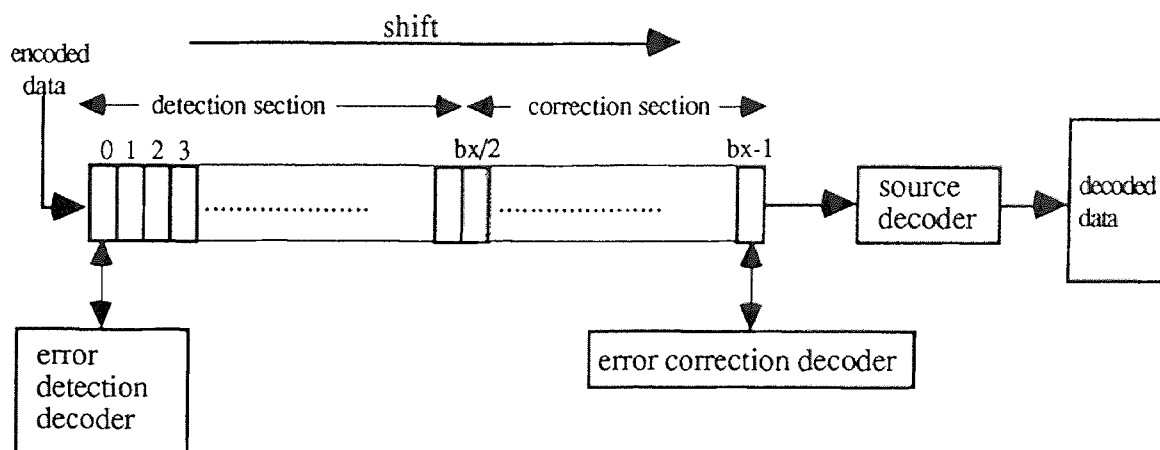 shift
encoded
data
detection section
correction section
0 1 2 3
bx/2
bx-1
....................
....................
source
decoder
decoded
data
error
detection
decoder
error correction decoder